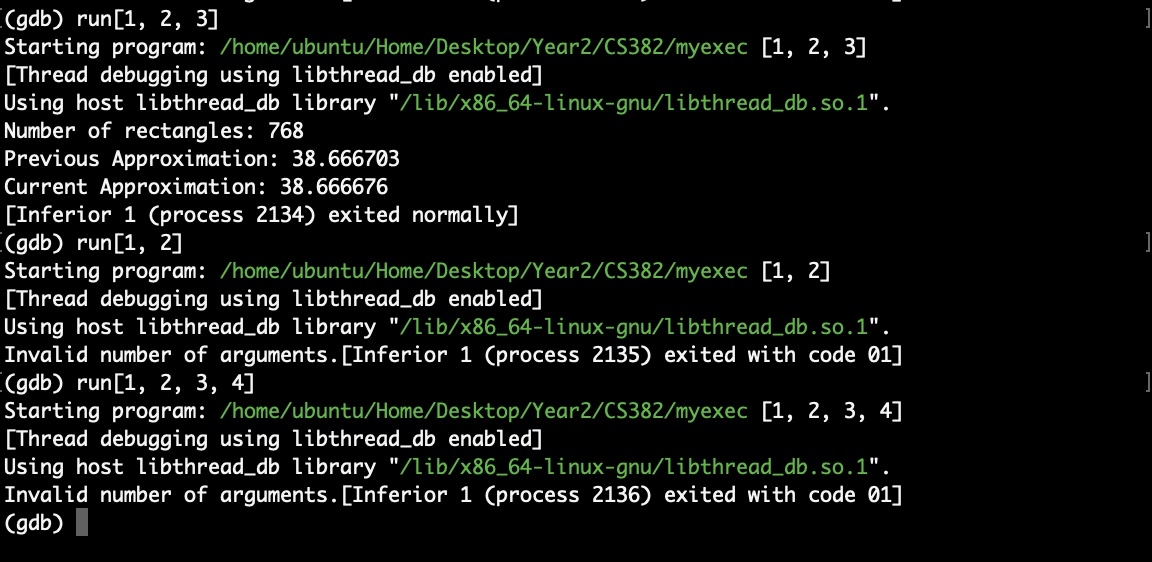 (gdb) run[1, 2, 3]
Starting program: /home/ubuntu/Home/Desktop/Year2/CS382/myexec [1, 2, 3]
[Thread debugging using libthread_db enabled]
Using host libthread_db library "/lib/x86_64-linux-gnu/libthread_db.so.1".
Number of rectangles: 768
Previous Approximation: 38.666703
Current Approximation: 38.666676
[Inferior 1 (process 2134) exited normally]
(gdb) run[1, 2]
Starting program: /home/ubuntu/Home/Desktop/Year2/CS382/myexec [1, 2]
[Thread debugging using libthread_db enabled]
Using host libthread_db library "/lib/x86_64-linux-gnu/libthread_db.so.1".
Invalid number of arguments.[Inferior 1 (process 2135) exited with code 01]
(gdb) run[1, 2, 3, 4]
Starting program: /home/ubuntu/Home/Desktop/Year2/CS382/myexec [1, 2, 3, 4]
[Thread debugging using libthread_db enabled]
Using host libthread_db library "/lib/x86_64-linux-gnu/libthread_db.so.1".
Invalid number of arguments.[Inferior 1 (process 2136) exited with code 01]
(gdb)